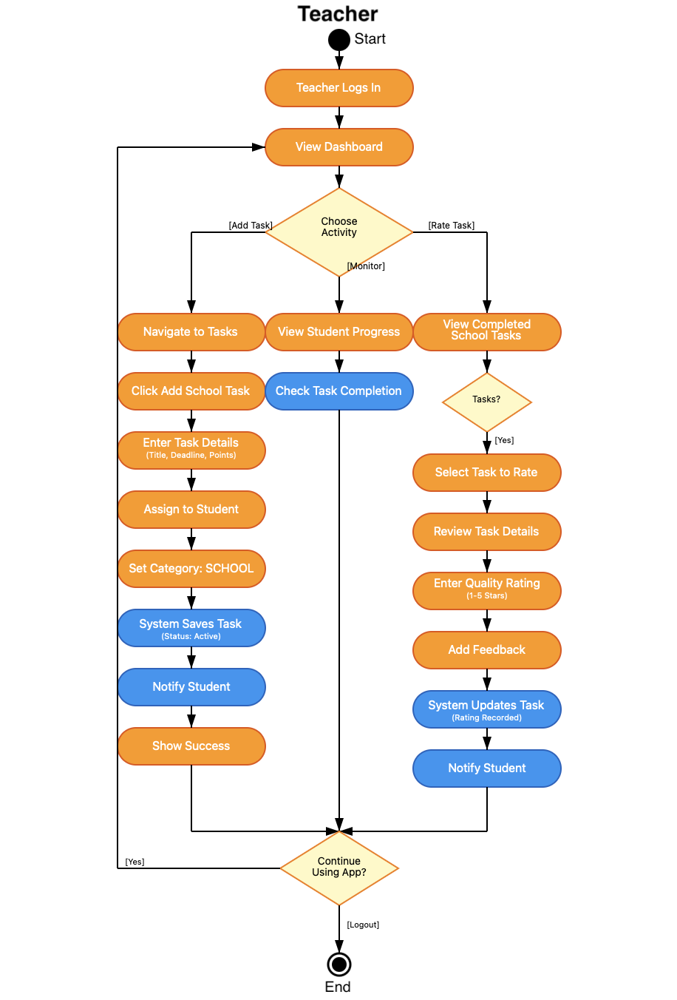 Teacher
Start
Teacher Logs In
View Dashboard
Choose
Activity
[Add Task]
[Rate Task]
[Monitor]
Navigate to Tasks
View Student Progress
View Completed
School Tasks
Click Add School Task
Check Task Completion
Tasks?
[Yes]
Enter Task Details
(Title, Deadline, Points)
Select Task to Rate
Assign to Student
Review Task Details
Set Category: SCHOOL
Enter Quality Rating
(1-5 Stars)
System Saves Task
(Status: Active)
Add Feedback
Notify Student
System Updates Task
(Rating Recorded)
Show Success
Notify Student
Continue
Using App?
[Yes]
[Logout]
End